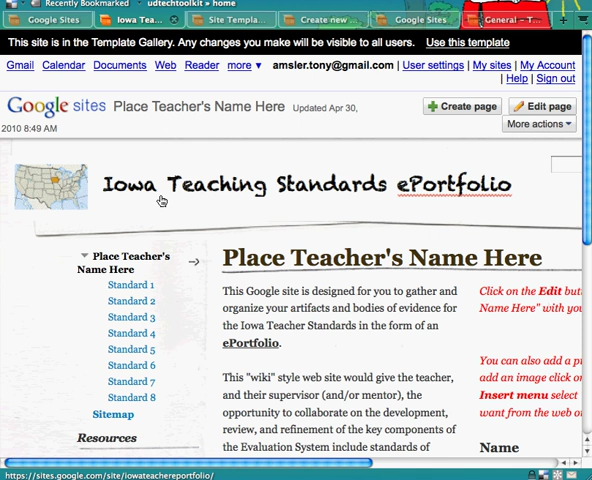 Recently Bookmarked udtechtoolkit » home
Google Sites Iowa Tea... Site Templa... Create new ... Google Sites General – T...
This site is in the Template Gallery. Any changes you make will be visible to all users. Use this template
Gmail Calendar Documents Web Reader more ▼ amsler.tony@gmail.com | User settings | My sites | My Account
| Help | Sign out
Google sites Place Teacher's Name Here Updated Apr 30,
2010 8:49 AM
Create page Edit page
More actions ▾
Iowa Teaching Standards ePortfolio
Place Teacher's
Name Here
Standard 1
Standard 2
Standard 3
Standard 4
Standard 5
Standard 6
Standard 7
Standard 8
Sitemap
Resources
Place Teacher's Name Here
This Google site is designed for you to gather and
organize your artifacts and bodies of evidence for
the Iowa Teacher Standards in the form of an
ePortfolio.
This "wiki" style web site would give the teacher,
and their supervisor (and/or mentor), the
opportunity to collaborate on the development,
review, and refinement of the key components
of the Evaluation System include standards of
Click on the Edit
Name Here" with you
You can also add a
add an image click on
Insert menu select
want from the web or
Name
https://sites.google.com/site/iowateachereportfolio/